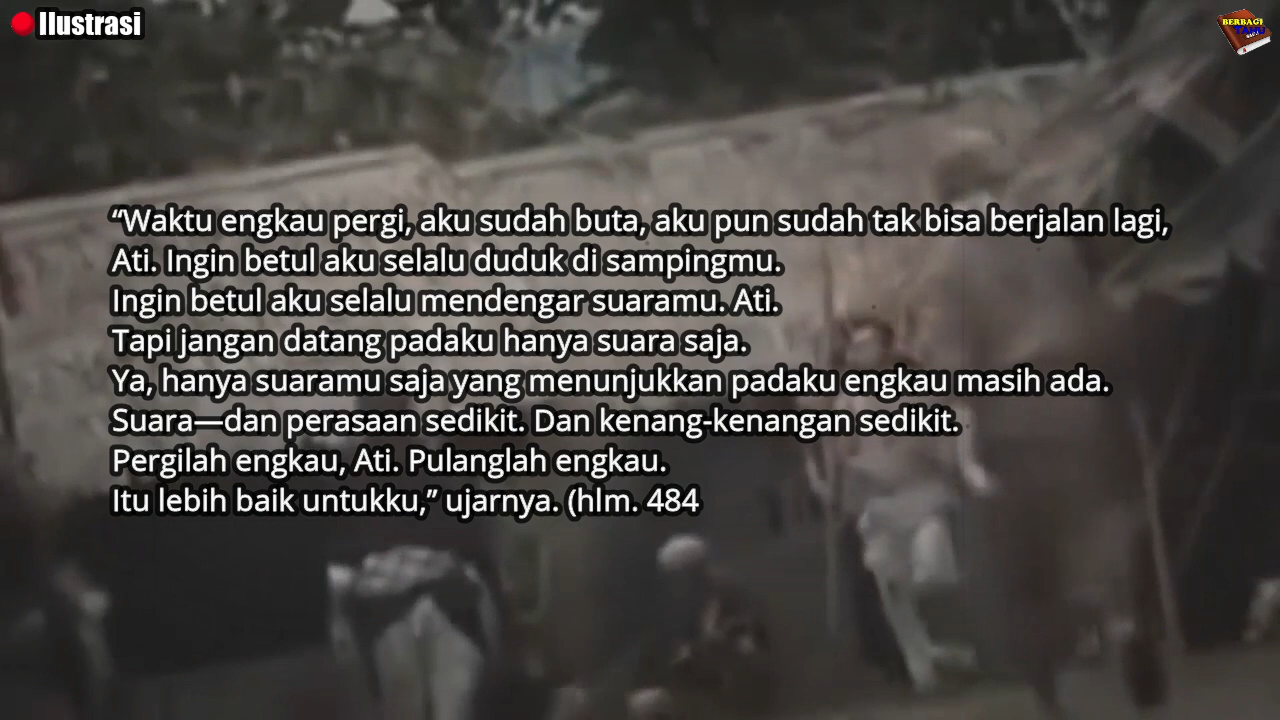 Ilustrasi
BERBAGI
“Waktu engkau pergi, aku sudah buta, aku pun sudah tak bisa berjalan lagi,
Ati. Ingin betul aku selalu duduk di sampingmu.
Ingin betul aku selalu mendengar suaramu. Ati.
Tapi jangan datang padaku hanya suara saja.
Ya, hanya suaramu saja yang menunjukkan padaku engkau masih ada.
Suara—dan perasaan sedikit. Dan kenang-kenangan sedikit.
Pergilah engkau, Ati. Pulanglah engkau.
Itu lebih baik untukku,” ujarnya. (hlm. 484